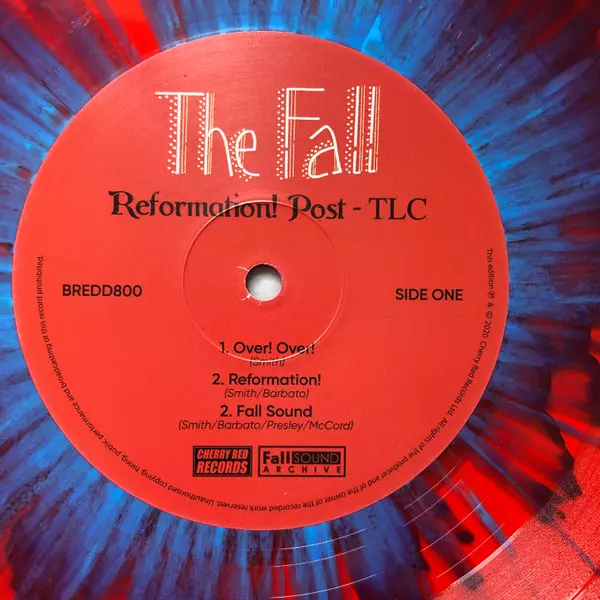 The Fall
Reformation! Post - TLC
BREDD800
SIDE ONE
1. Over! Over!
(Smith)
2. Reformation!
(Smith/Barbato)
2. Fall Sound
(Smith/Barbato/Presley/McCord)
CHERRY RED
RECORDS
Fall SOUND
ARCHIVE
This edition ℗ & © 2020 Cherry Red Records Ltd. All rights of the producer and of the owner of the recorded work reserved. Unauthorised copying, hiring, public performance and broadcasting of this record prohibited.